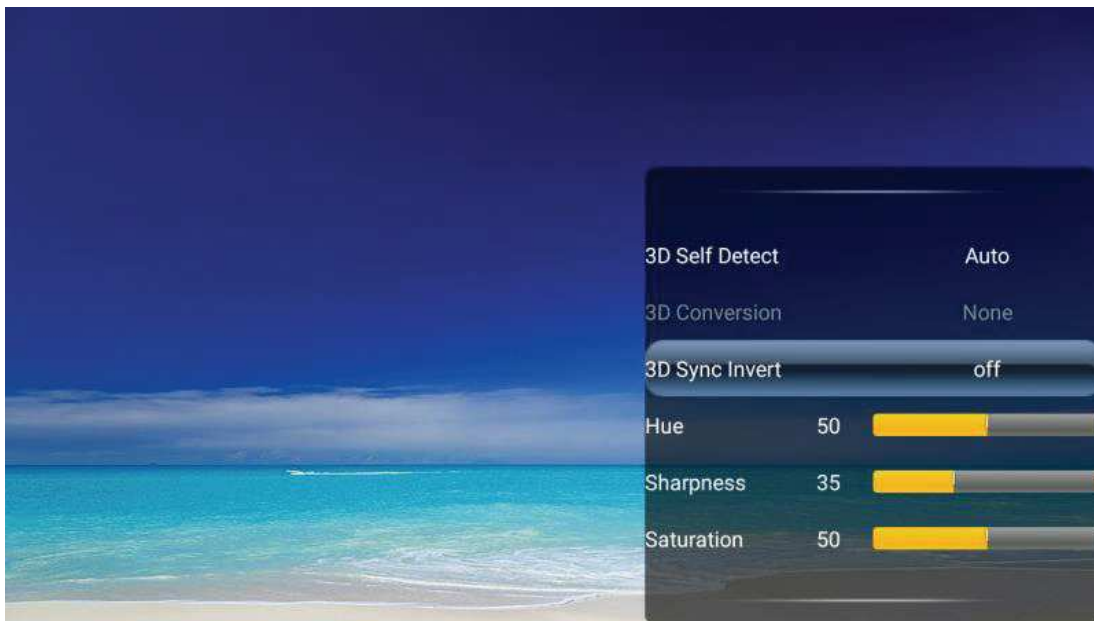 3D Self Detect Auto
3D Conversion None
3D Sync Invert off
Hue 50
Sharpness 35
Saturation 50